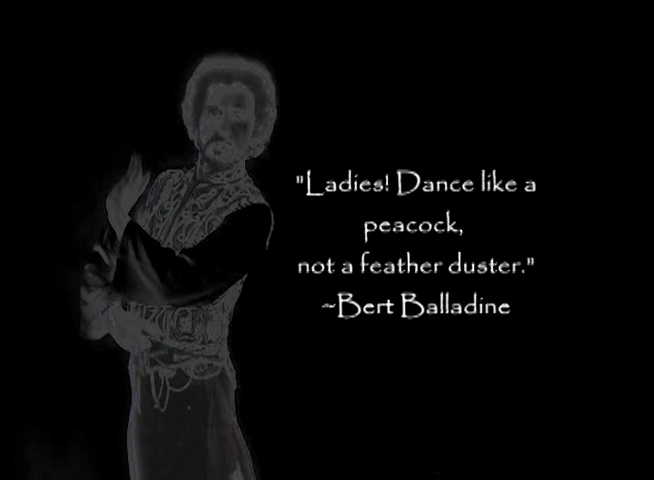 "Ladies! Dance like a
peacock,
not a feather duster."
~Bert Balladine